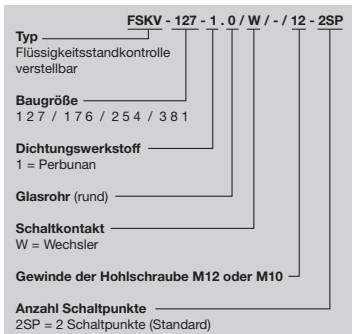 FSKV - 127 - 1 . 0 / W / - / 12 - 2SP
Typ
Flüssigkeitsstandkontrolle
verstellbar
Baugröße
127 / 176 / 254 / 381
Dichtungswerkstoff
1 = Perbunan
Glasrohr (rund)
Schaltkontakt
W = Wechsler
Gewinde der Hohlschraube M12 oder M10
Anzahl Schaltpunkte
2SP = 2 Schaltpunkte (Standard)